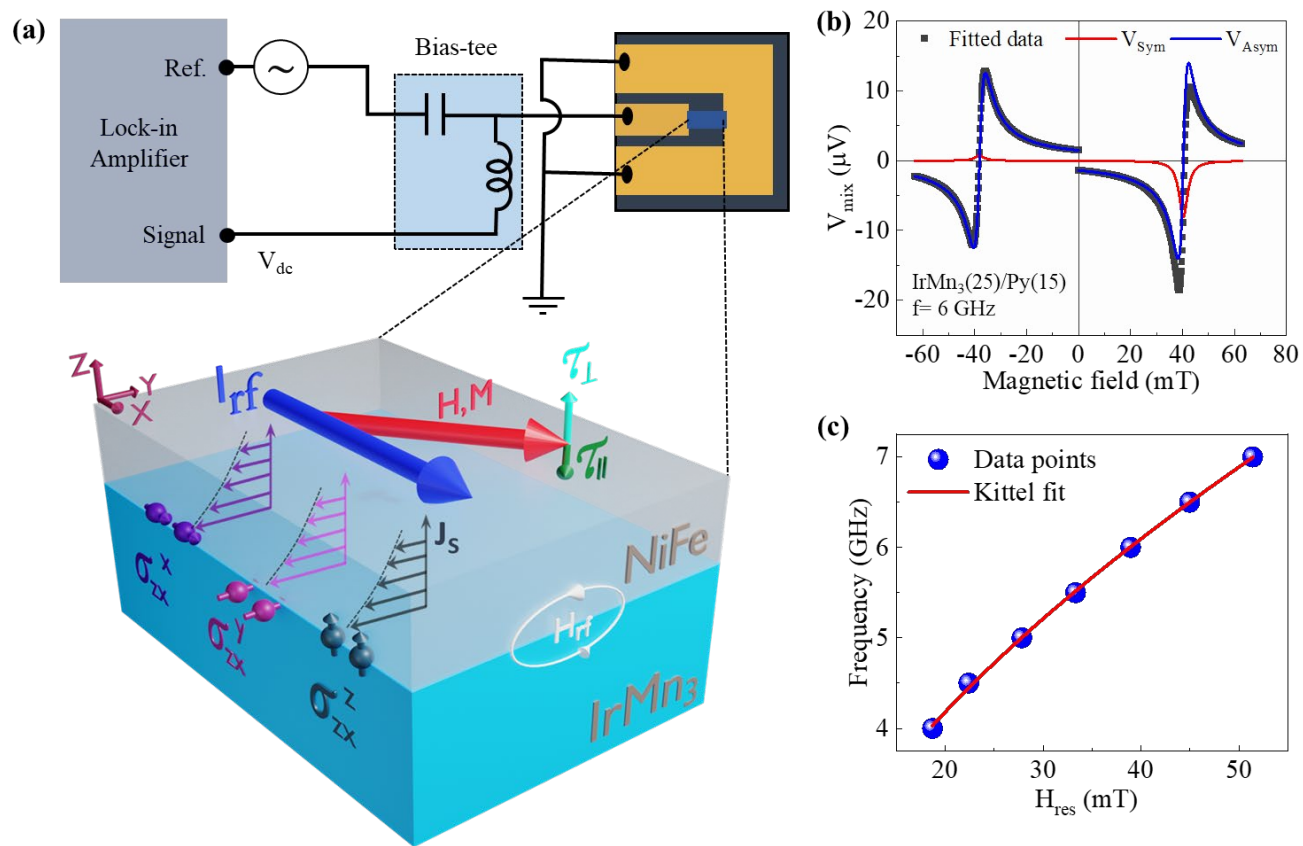 (a)
Bias-tee
Ref.
~
Lock-in
Amplifier
Signal
V_dc
Z
Y
X
I_rf
H,M
τ_⊥
τ_||
J_S
σ_zx^x
σ_zx^y
σ_zx^z
H_rf
NiFe
IrMn₃
(b)
20
10
0
-10
-20
V_mix (µV)
Fitted data
V_Sym
V_Asym
IrMn₃(25)/Py(15)
f= 6 GHz
-60 -40 -20 0 20 40 60 80
Magnetic field (mT)
(c)
7
6
5
4
Frequency (GHz)
Data points
Kittel fit
20 30 40 50
H_res (mT)